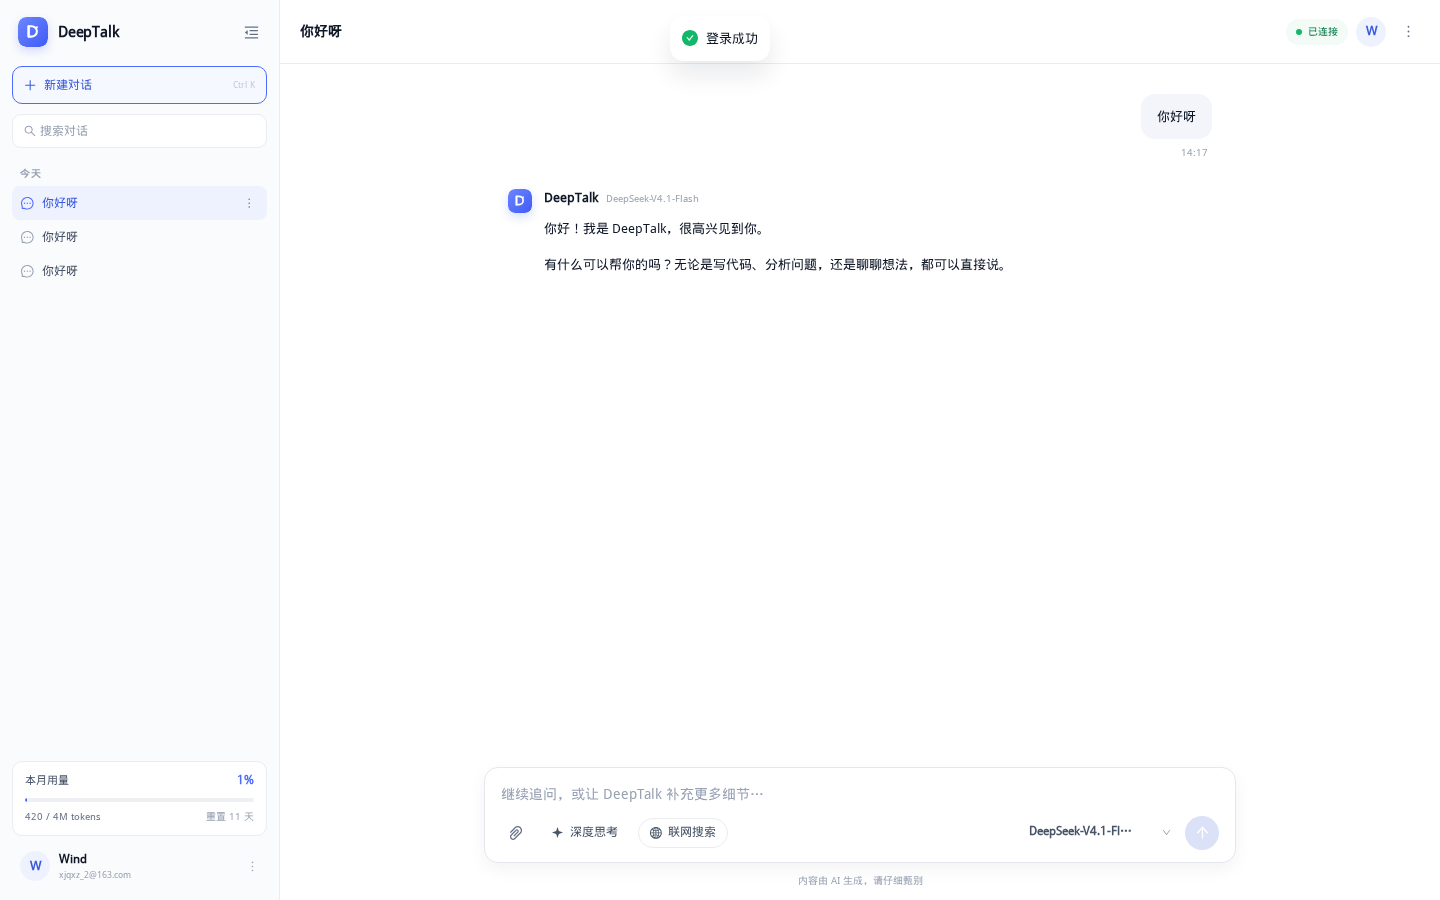 D DeepTalk
新建对话 Ctrl K
搜索对话
今天
你好呀
你好呀
你好呀
本月用量 1%
420 / 4M tokens 重置 11 天
W Wind
xjqxz_2@163.com
你好呀
登录成功
已连接 W
你好呀
14:17
D DeepTalk DeepSeek-V4.1-Flash
你好！我是 DeepTalk，很高兴见到你。
有什么可以帮你的吗？无论是写代码、分析问题，还是聊聊想法，都可以直接说。
继续追问，或让 DeepTalk 补充更多细节…
深度思考 联网搜索 DeepSeek-V4.1-Fl…
内容由 AI 生成，请仔细甄别